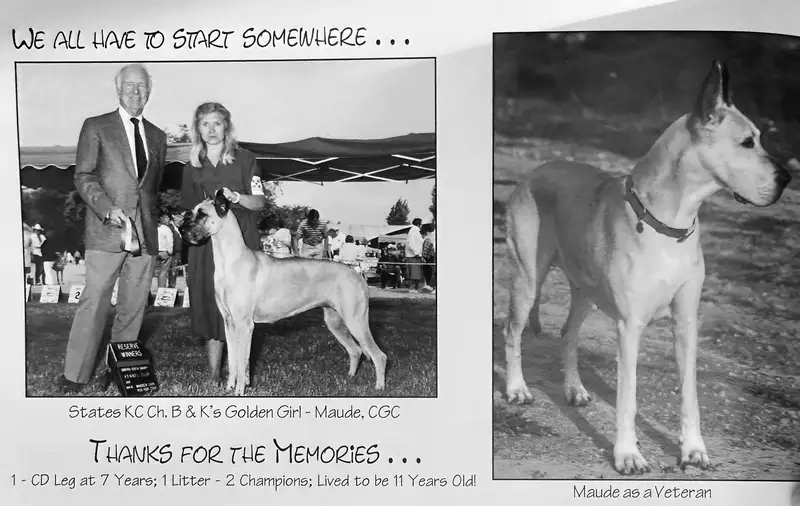 We all have to start somewhere...
RESERVE
WINNERS
States KC Ch. B & K's Golden Girl - Maude, CGC
Thanks for the Memories...
1 - CD Leg at 7 Years; 1 Litter - 2 Champions; Lived to be 11 Years Old!
Maude as a Veteran